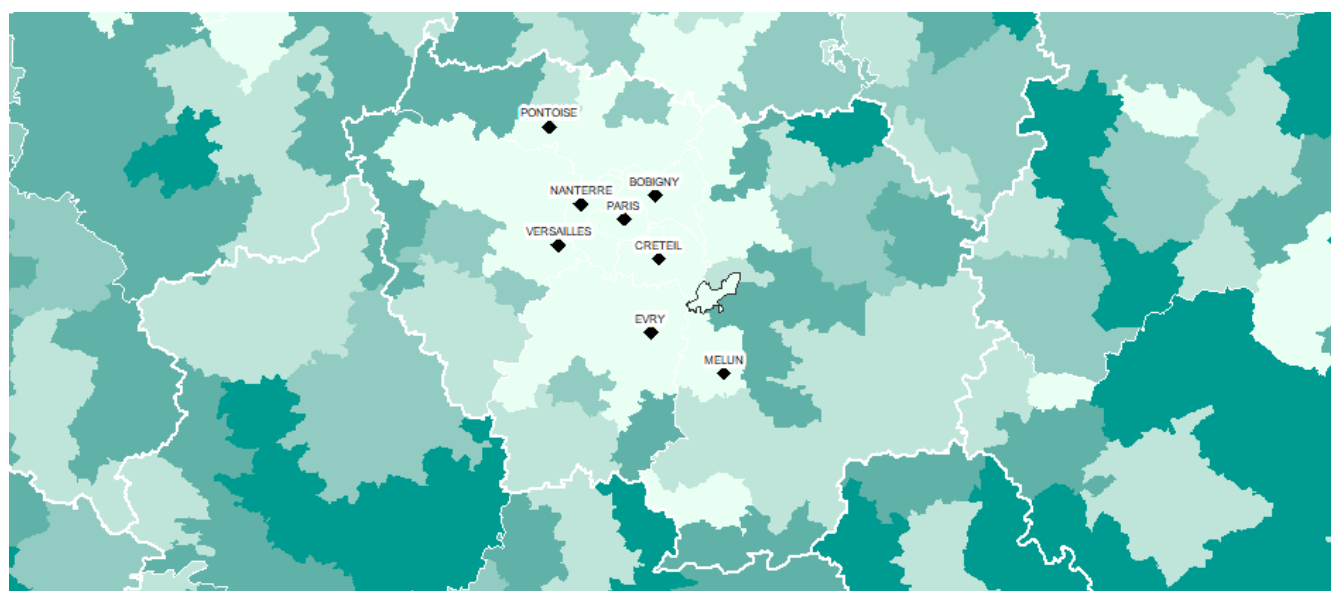 PONTOISE
BOBIGNY
NANTERRE
PARIS
VERSAILLES
CRETEIL
EVRY
MELUN